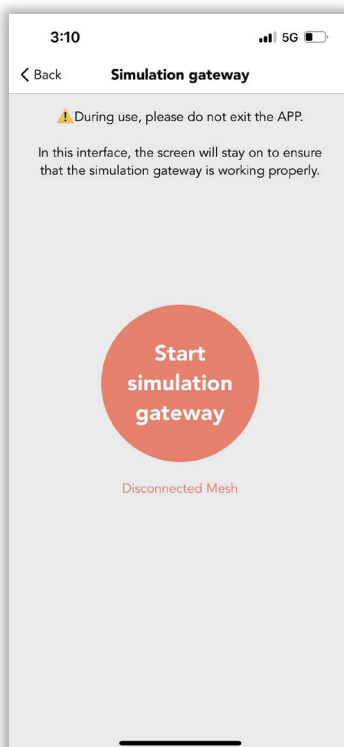 3:10
5G
Back
Simulation gateway
⚠️During use, please do not exit the APP.
In this interface, the screen will stay on to ensure
that the simulation gateway is working properly.
Start
simulation
gateway
Disconnected Mesh